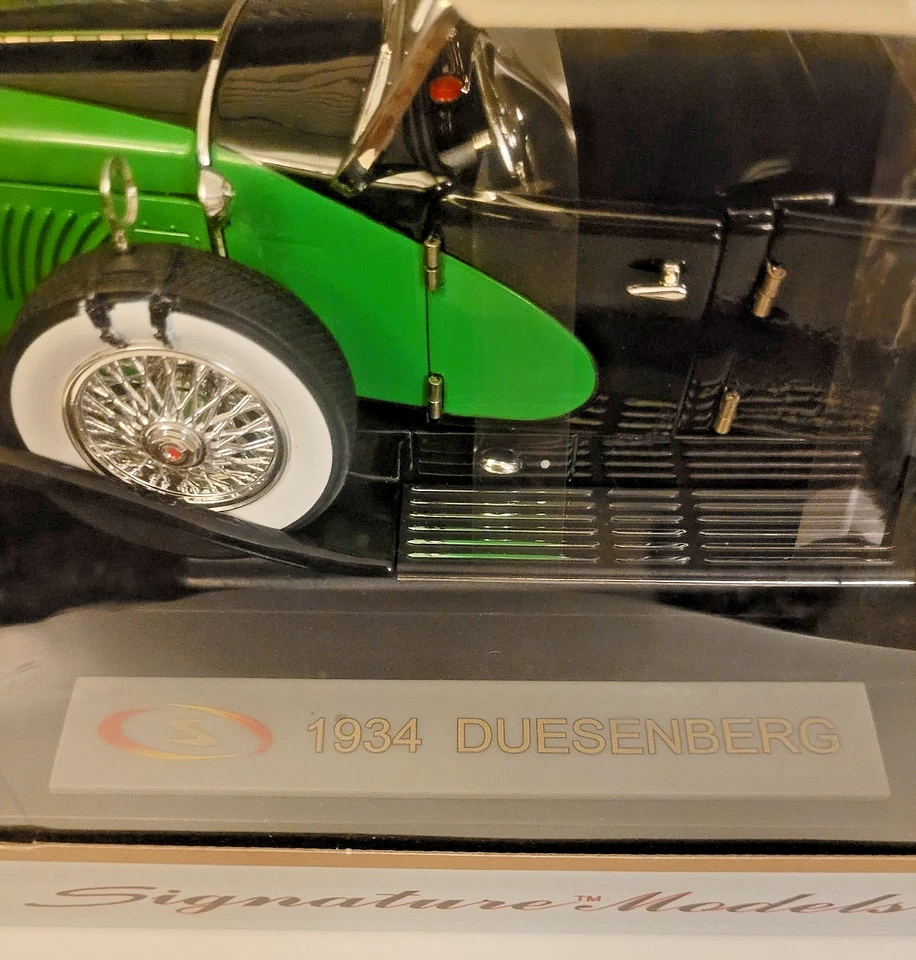 1934 DUESENBERG
Signature™ Models